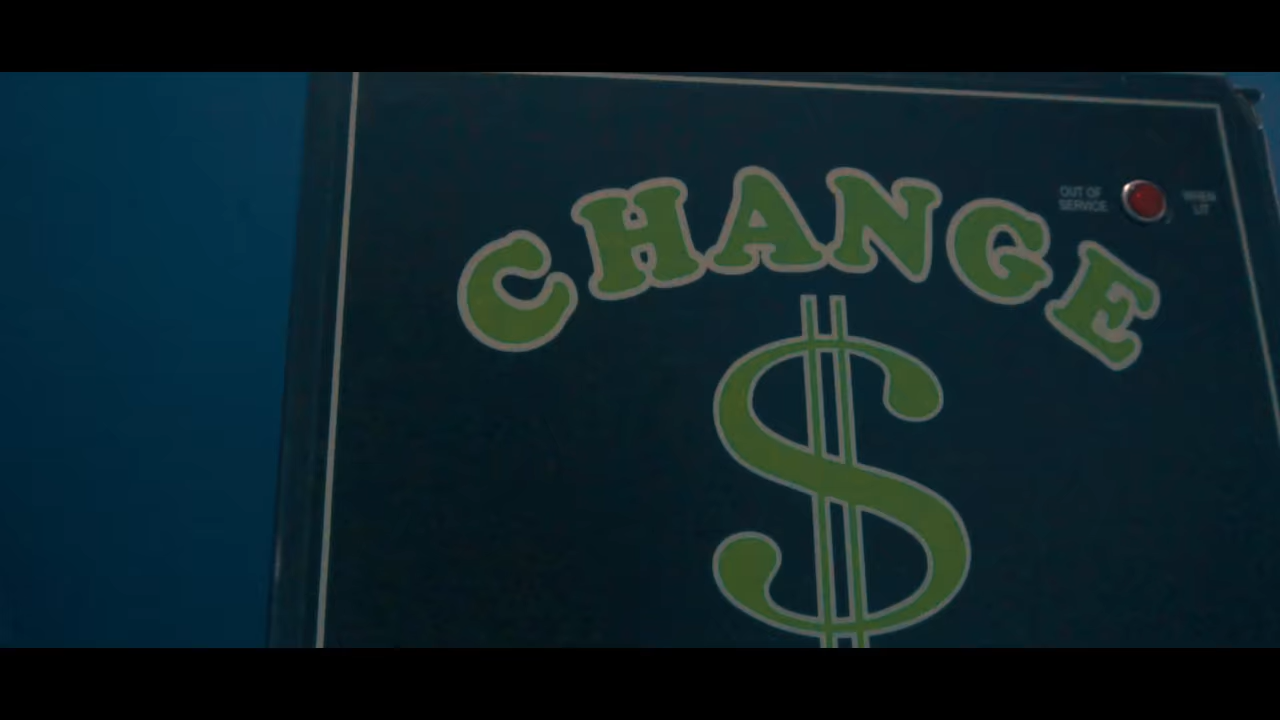 CHANGE
$
OUT OF
SERVICE
WHEN
LIT